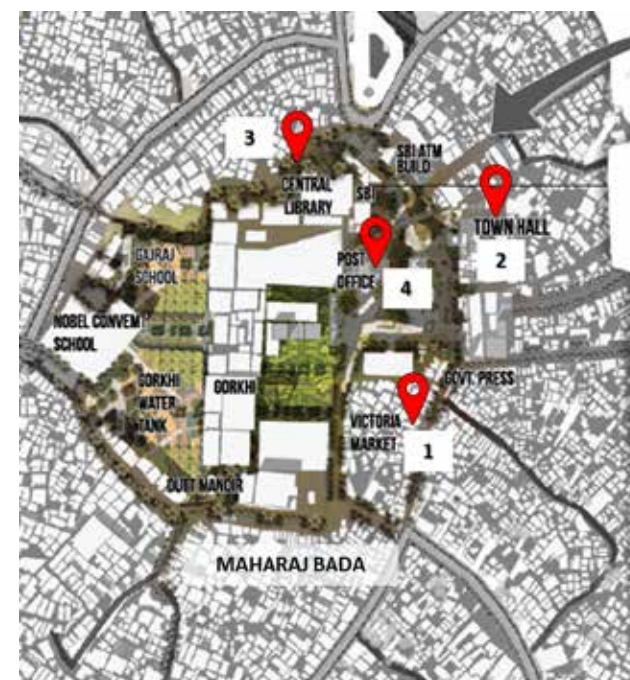 3
SBI ATM
BUILD.
CENTRAL
LIBRARY
SBI
TOWN HALL
2
POST
OFFICE
4
GAJRAJ
SCHOOL
NOBEL CONVENT
SCHOOL
GORKHI
WATER
TANK
GORKHI
GOVT. PRESS
VICTORIA
MARKET
1
DUTT MANDIR
MAHARAJ BADA